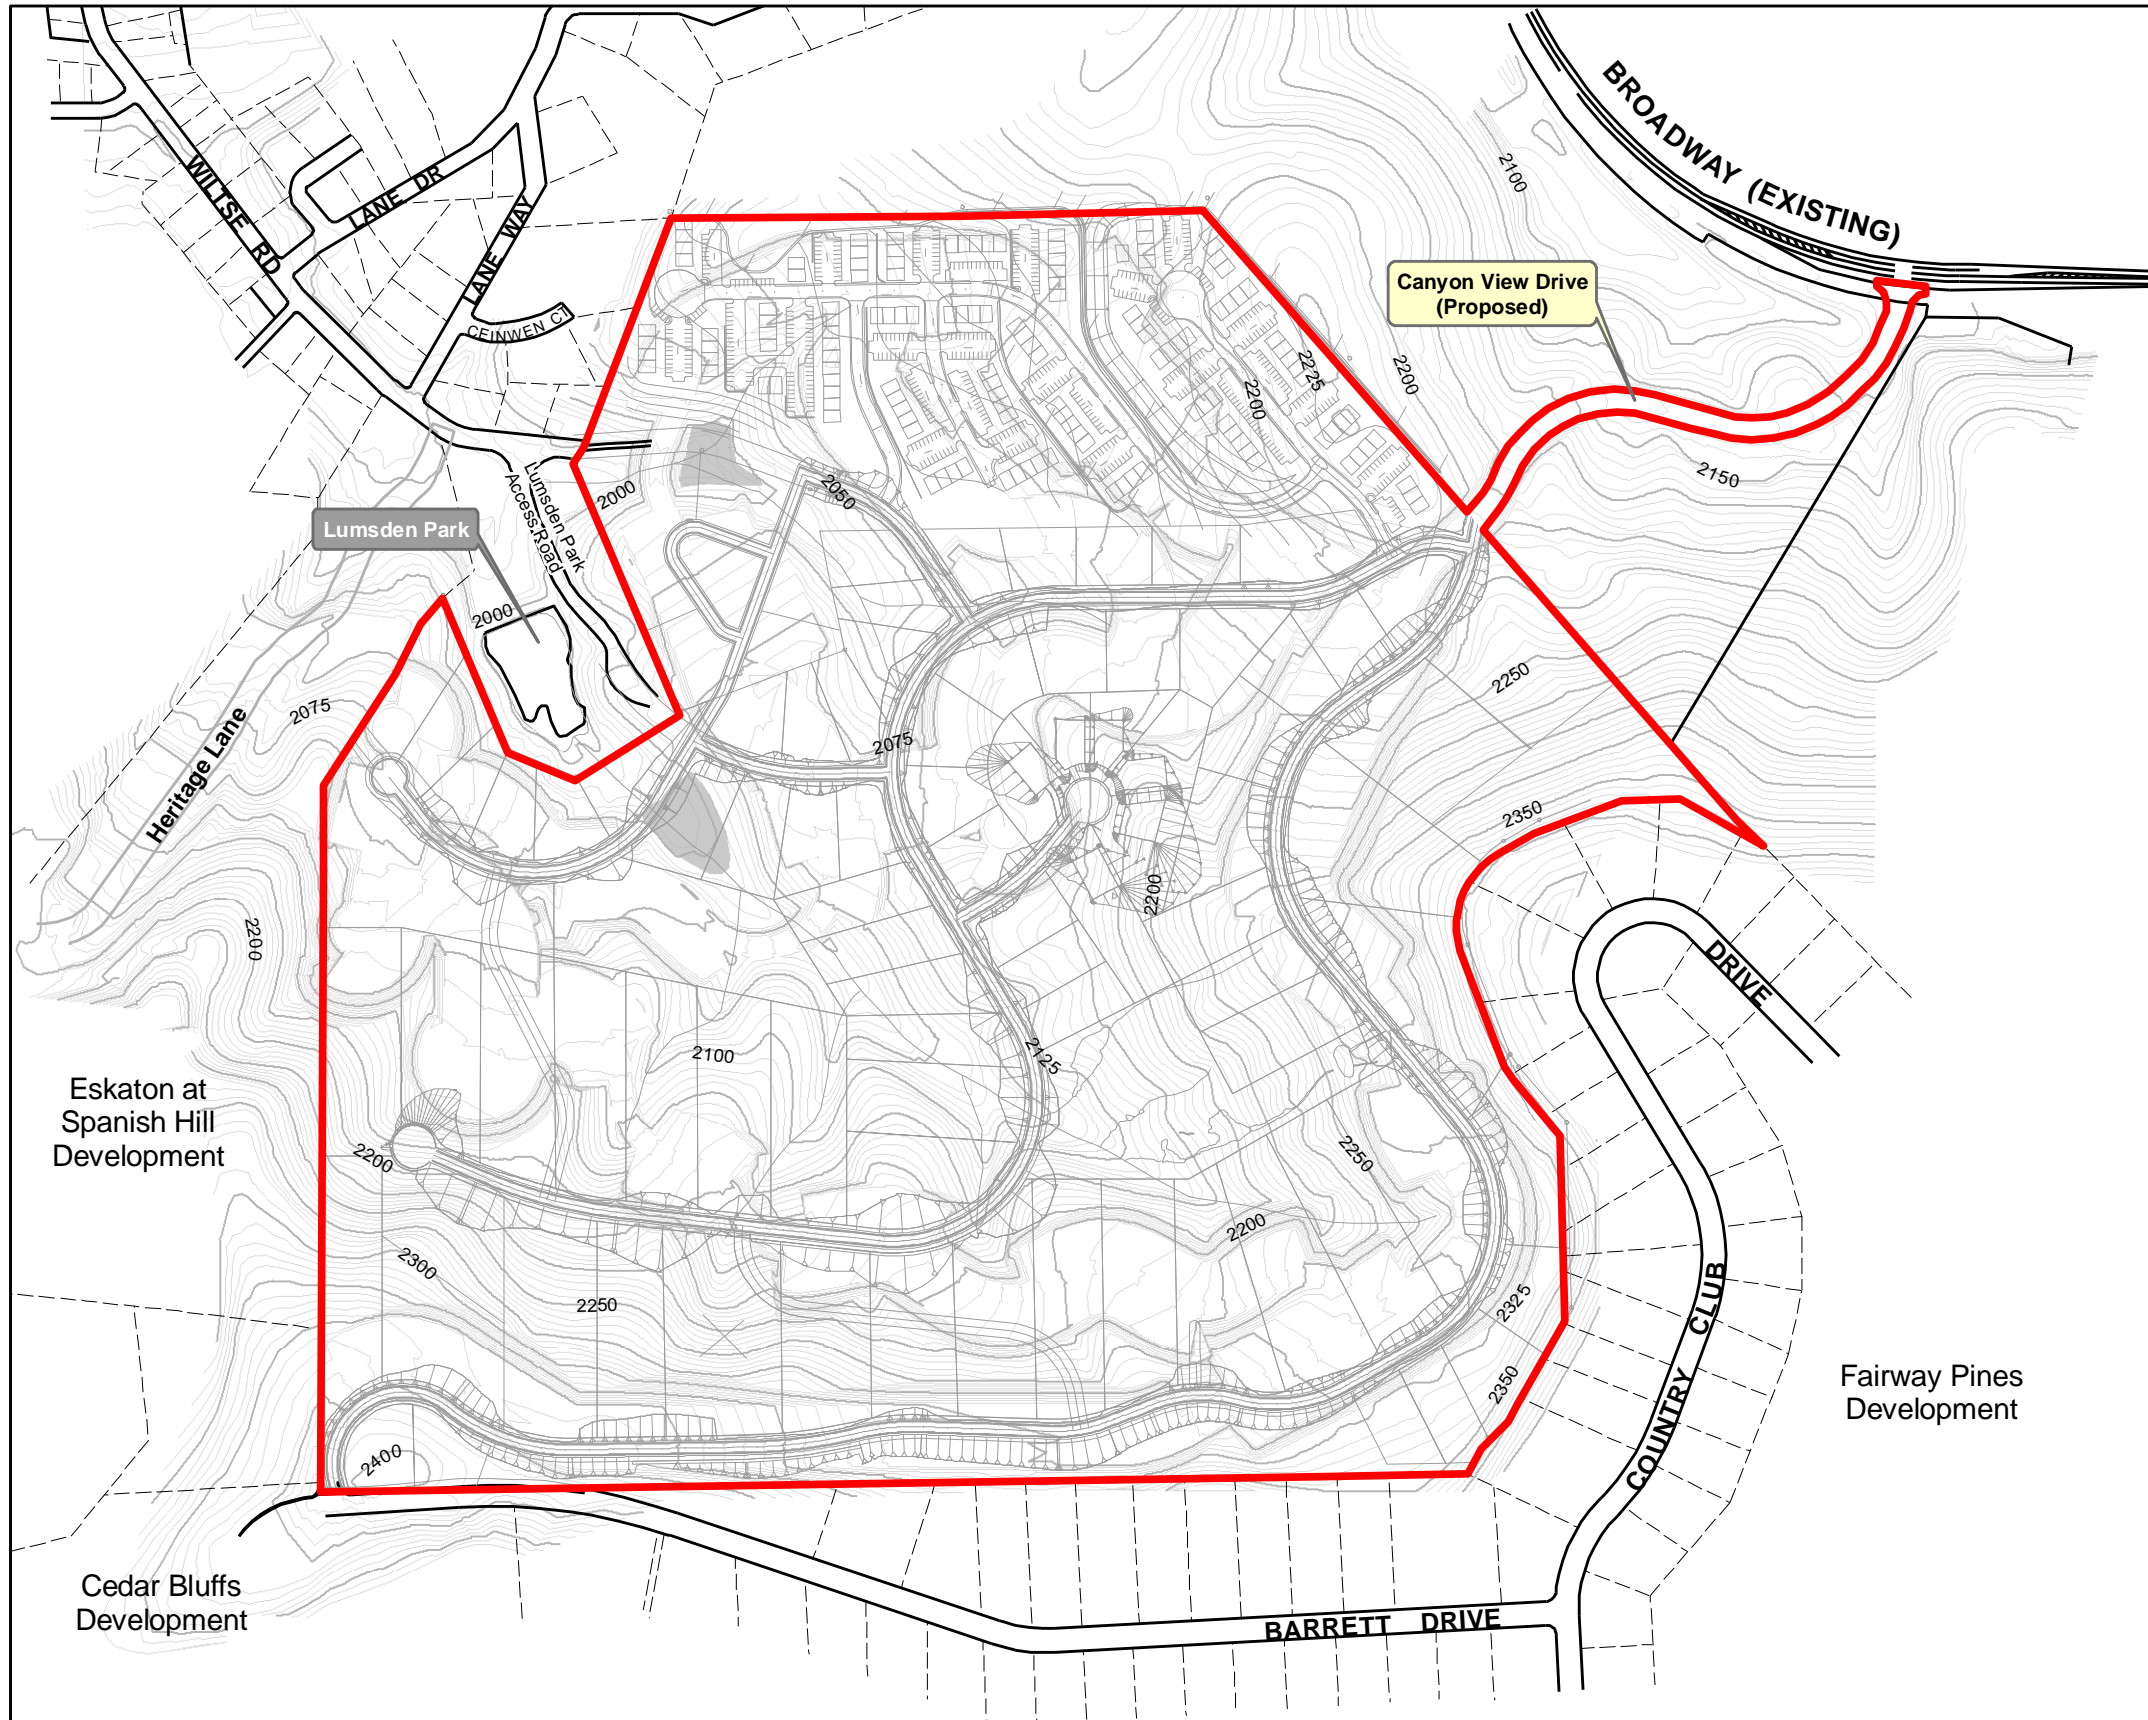 BROADWAY (EXISTING)
2100
WILTSE RD
LANE DR
LANE WAY
CEINWEN CT
Canyon View Drive
(Proposed)
2225
2200
2200
2150
2050
2000
Lumsden Park
Access Road
Lumsden Park
2000
2250
2075
Heritage Lane
2075
2350
2200
2200
DRIVE
2100
2125
Eskaton at
Spanish Hill
Development
2200
2250
2200
2300
2250
2325
COUNTRY CLUB
2350
Fairway Pines
Development
2400
Cedar Bluffs
Development
BARRETT DRIVE